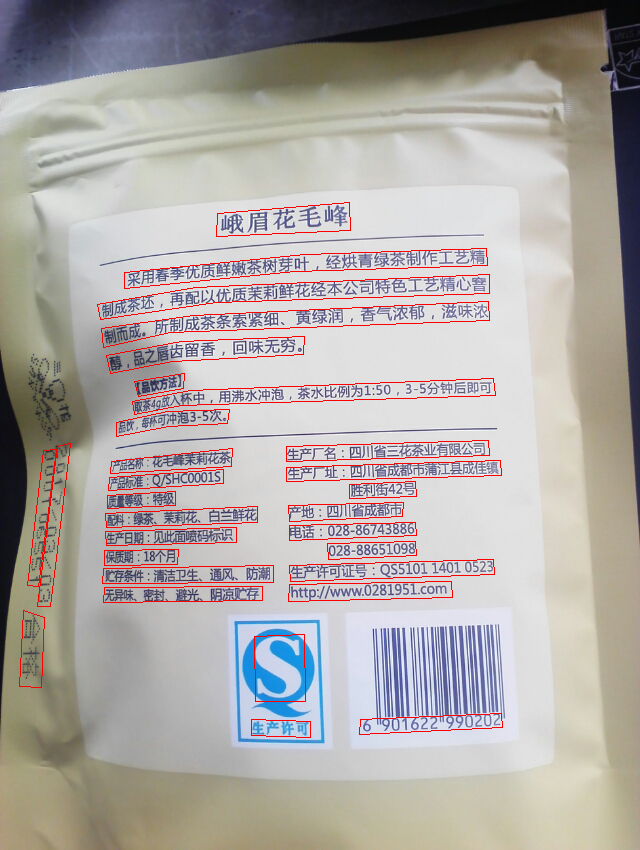 峨眉花毛峰
采用春季优质鲜嫩茶树芽叶，经烘青绿茶制作工艺精
制成茶坯，再配以优质茉莉鲜花经本公司特色工艺精心窨
制而成。所制成茶条索紧细、黄绿润，香气浓郁，滋味浓
醇，品之唇齿留香，回味无穷。
【品饮方法】
取茶4g放入杯中，用沸水冲泡，茶水比例为1:50，3-5分钟后即可
品饮，每杯可冲泡3-5次。
产品名称：花毛峰茉莉花茶
产品标准：Q/SHC0001S
质量等级：特级
配料：绿茶、茉莉花、白兰鲜花
生产日期：见此面喷码标识
保质期：18个月
贮存条件：清洁卫生、通风、防潮
无异味、密封、避光、阴凉贮存
生产厂名：四川省三花茶业有限公司
生产厂址：四川省成都市蒲江县成佳镇
胜利街42号
产地：四川省成都市
电话：028-86743886
028-88651098
生产许可证号：QS5101 1401 0523
http://www.0281951.com
2017/03/03
合格
S
生产许可
6 901622 990202